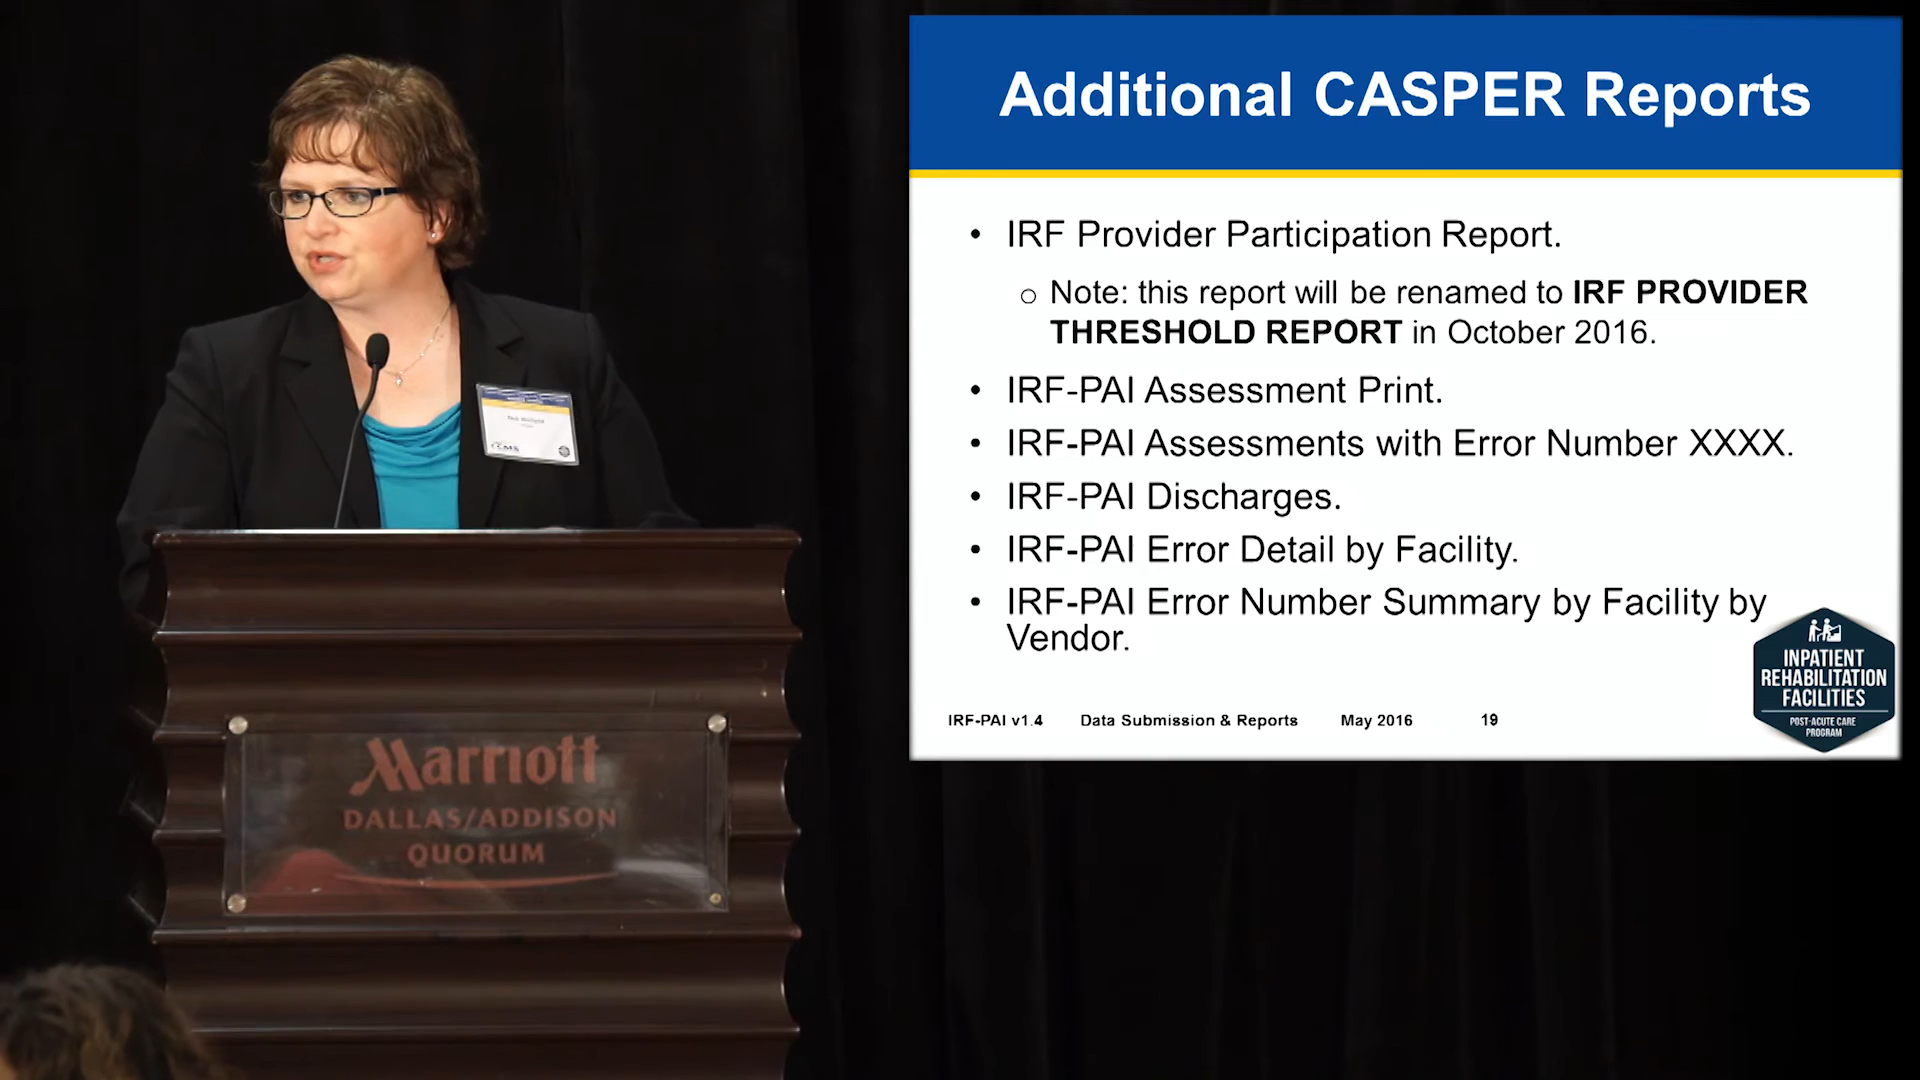 Additional CASPER Reports
• IRF Provider Participation Report.
o Note: this report will be renamed to IRF PROVIDER
THRESHOLD REPORT in October 2016.
• IRF-PAI Assessment Print.
• IRF-PAI Assessments with Error Number XXXX.
• IRF-PAI Discharges.
• IRF-PAI Error Detail by Facility.
• IRF-PAI Error Number Summary by Facility by
Vendor.
IRF-PAI v1.4 Data Submission & Reports May 2016 19
INPATIENT
REHABILITATION
FACILITIES
POST-ACUTE CARE
PROGRAM
CMS
Marriott
DALLAS/ADDISON
QUORUM